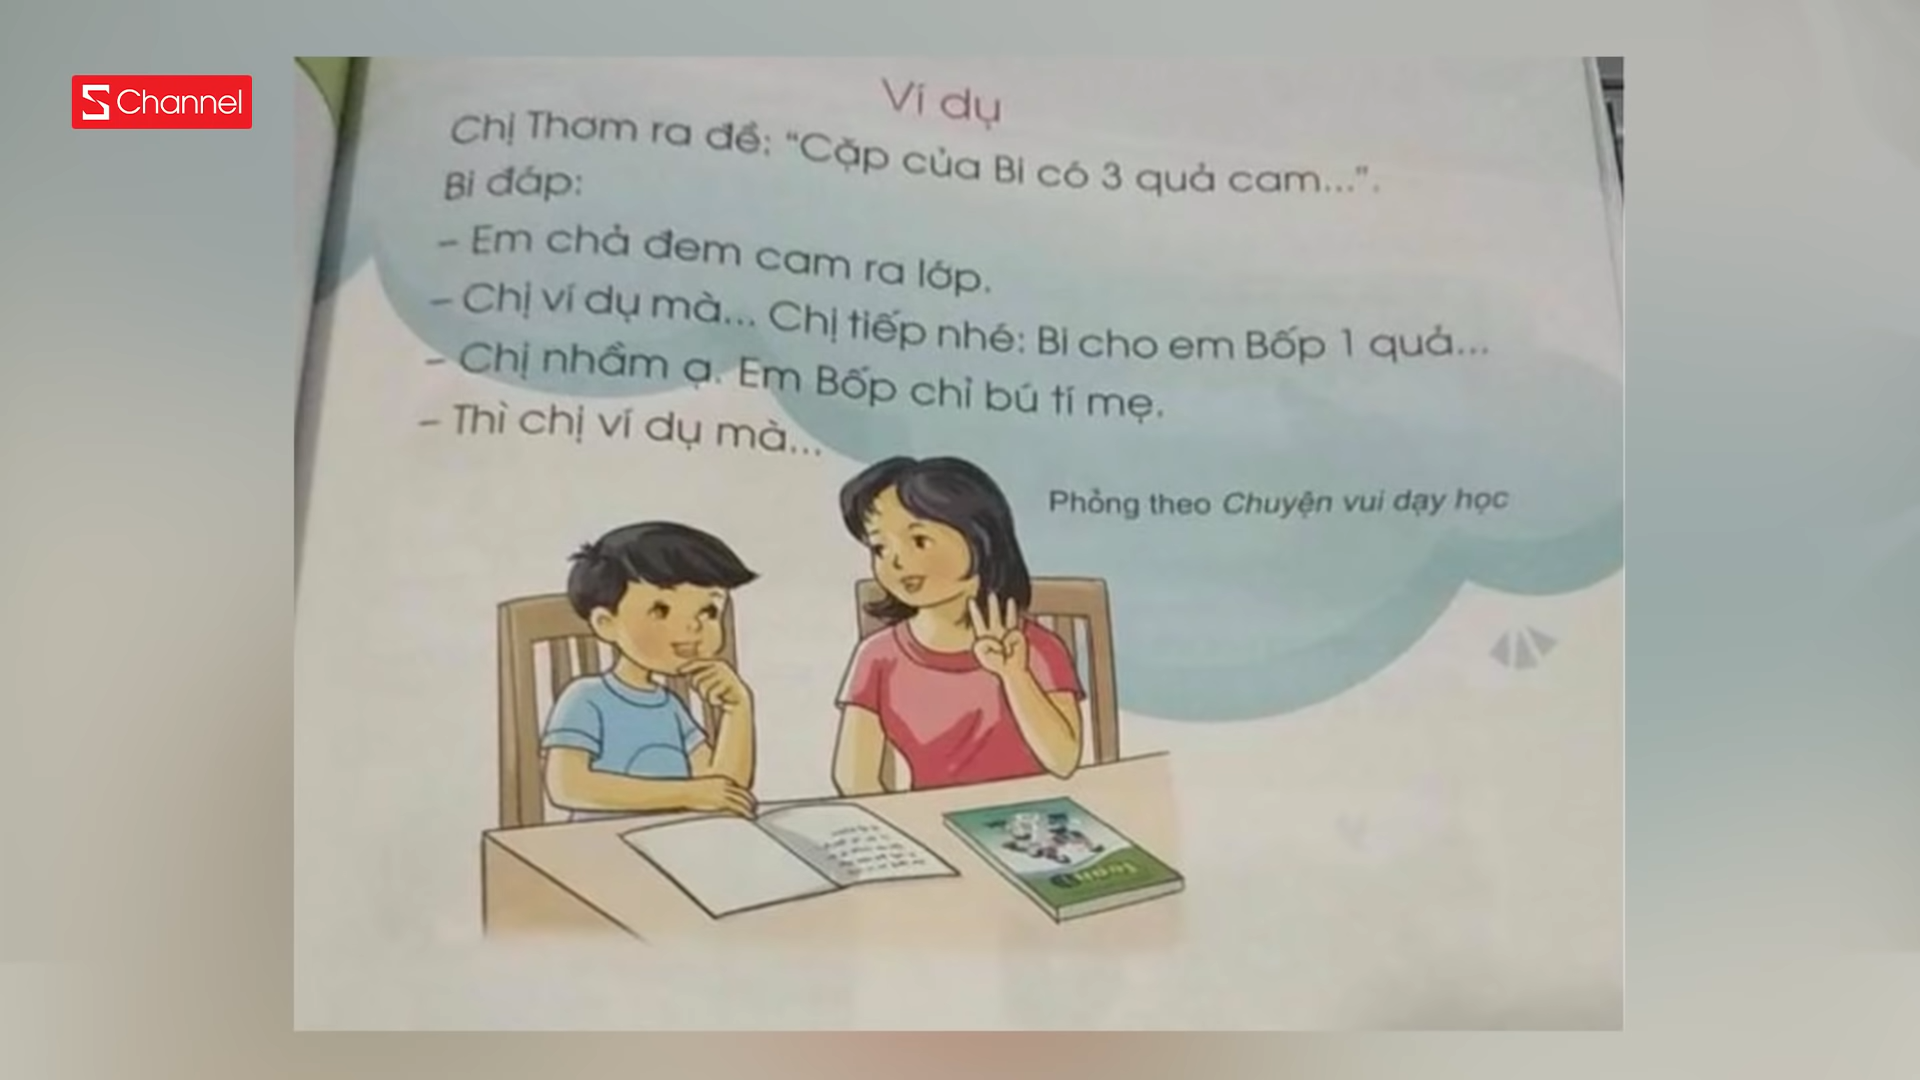 S Channel
Ví dụ
Chị Thơm ra đề: “Cặp của Bi có 3 quả cam...”.
Bi đáp:
– Em chả đem cam ra lớp.
– Chị ví dụ mà... Chị tiếp nhé: Bi cho em Bốp 1 quả...
– Chị nhầm ạ. Em Bốp chỉ bú tí mẹ.
– Thì chị ví dụ mà...
Phỏng theo Chuyện vui dạy học